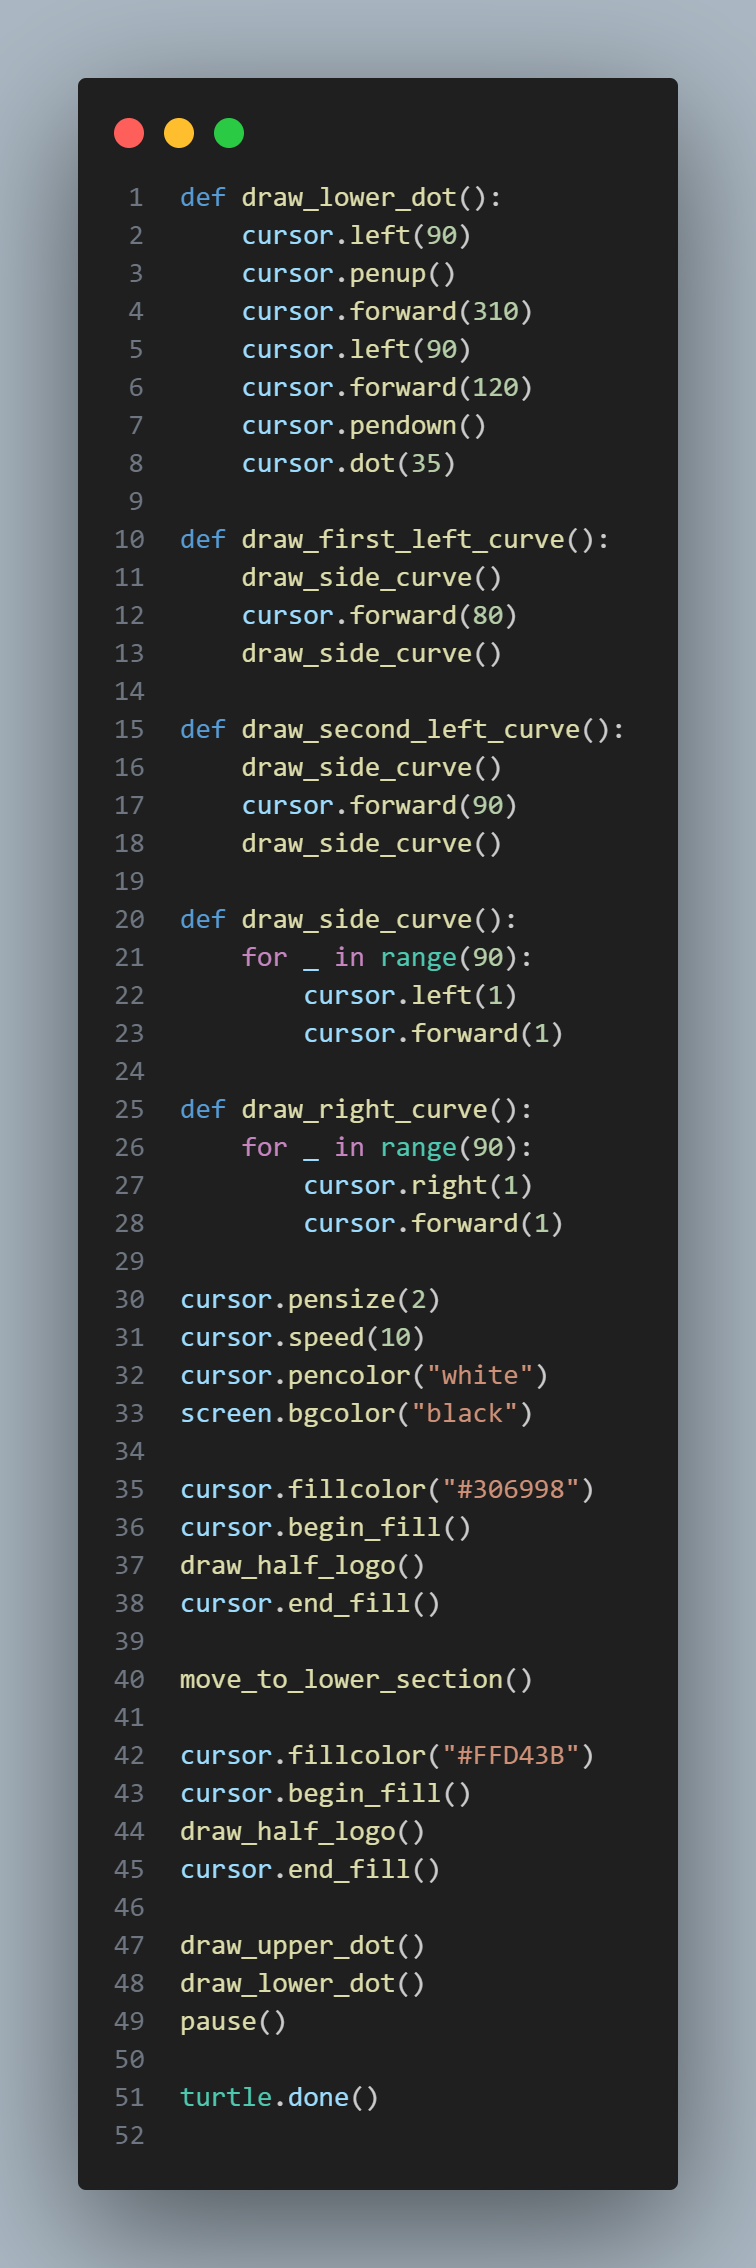 1 def draw_lower_dot():
2     cursor.left(90)
3     cursor.penup()
4     cursor.forward(310)
5     cursor.left(90)
6     cursor.forward(120)
7     cursor.pendown()
8     cursor.dot(35)
9
10 def draw_first_left_curve():
11     draw_side_curve()
12     cursor.forward(80)
13     draw_side_curve()
14
15 def draw_second_left_curve():
16     draw_side_curve()
17     cursor.forward(90)
18     draw_side_curve()
19
20 def draw_side_curve():
21     for _ in range(90):
22         cursor.left(1)
23         cursor.forward(1)
24
25 def draw_right_curve():
26     for _ in range(90):
27         cursor.right(1)
28         cursor.forward(1)
29
30 cursor.pensize(2)
31 cursor.speed(10)
32 cursor.pencolor("white")
33 screen.bgcolor("black")
34
35 cursor.fillcolor("#306998")
36 cursor.begin_fill()
37 draw_half_logo()
38 cursor.end_fill()
39
40 move_to_lower_section()
41
42 cursor.fillcolor("#FFD43B")
43 cursor.begin_fill()
44 draw_half_logo()
45 cursor.end_fill()
46
47 draw_upper_dot()
48 draw_lower_dot()
49 pause()
50
51 turtle.done()
52